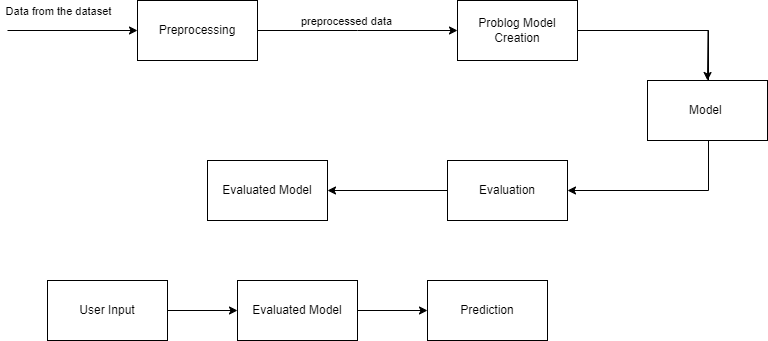 Data from the dataset
Preprocessing
preprocessed data
Problog Model
Creation
Model
Evaluated Model
Evaluation
User Input
Evaluated Model
Prediction